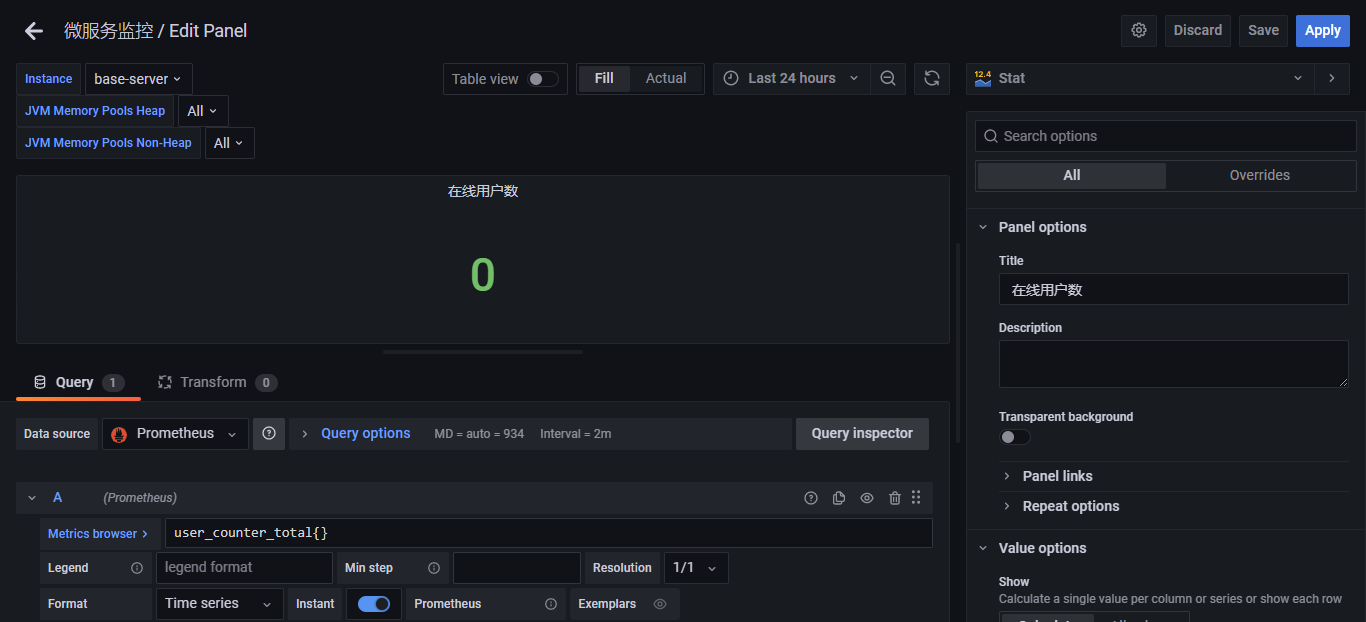 微服务监控 / Edit Panel
Discard
Save
Apply
Instance
base-server
Table view
Fill
Actual
Last 24 hours
12.4
Stat
JVM Memory Pools Heap
All
JVM Memory Pools Non-Heap
All
Search options
All
Overrides
在线用户数
0
Panel options
Title
在线用户数
Description
Transparent background
Panel links
Repeat options
Value options
Show
Calculate a single value per column or series or show each row
Query 1
Transform 0
Data source
Prometheus
Query options
MD = auto = 934
Interval = 2m
Query inspector
A
(Prometheus)
Metrics browser
user_counter_total{}
Legend
legend format
Min step
Resolution
1/1
Format
Time series
Instant
Prometheus
Exemplars